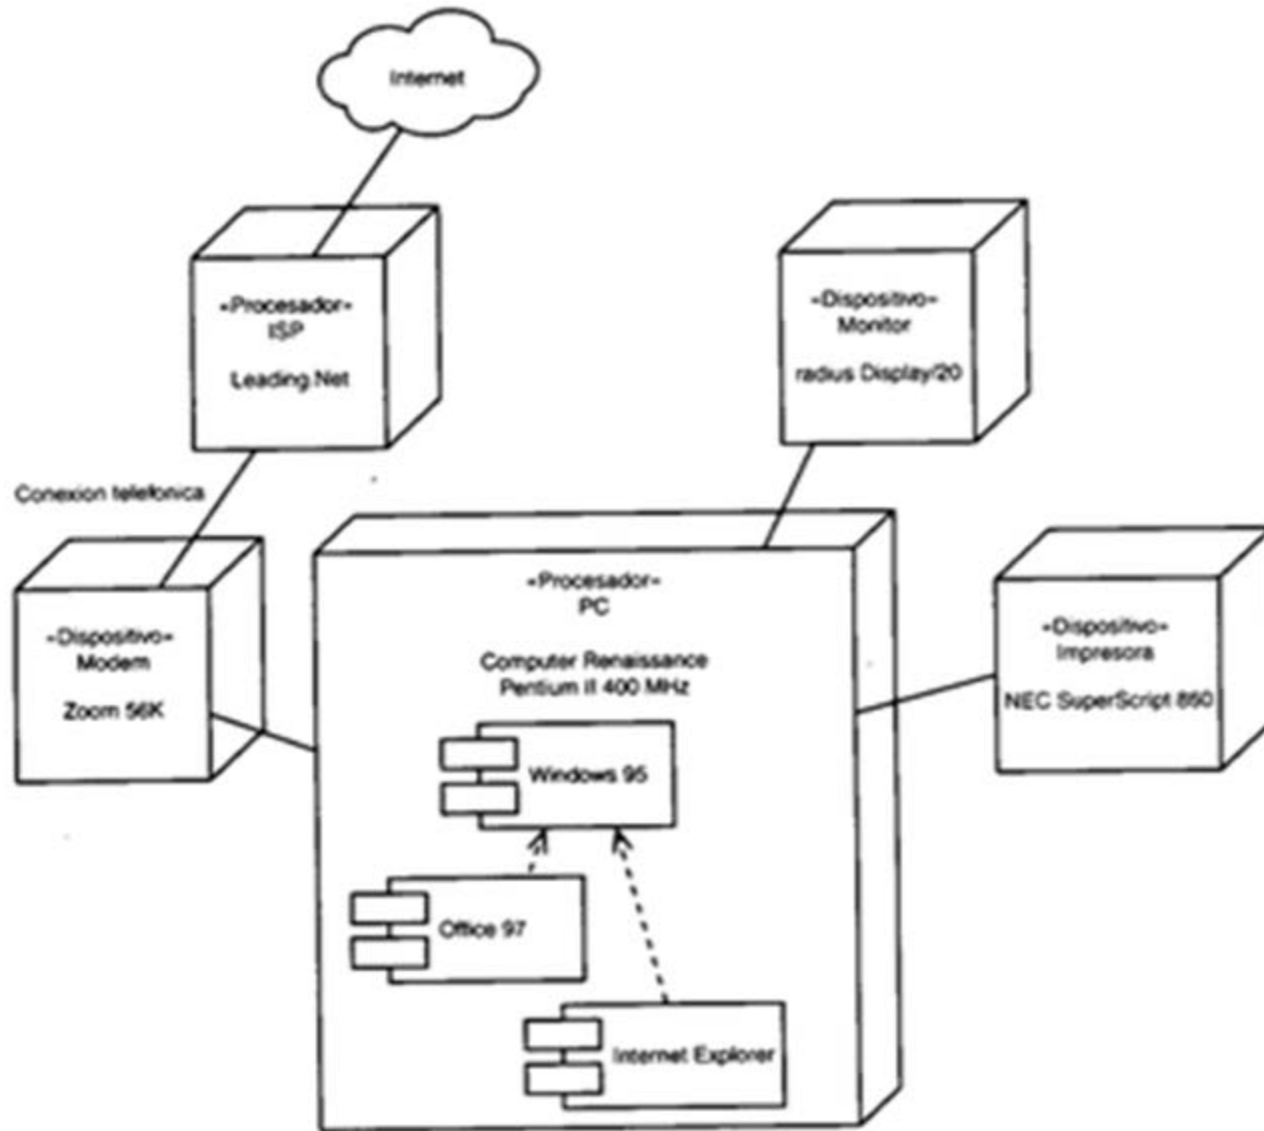 Internet
«Procesador»
ISP
Leading.Net
«Dispositivo»
Monitor
radius Display/20
Conexion telefonica
«Dispositivo»
Modem
Zoom 56K
«Procesador»
PC
Computer Renaissance
Pentium II 400 MHz
Windows 95
Office 97
Internet Explorer
«Dispositivo»
Impresora
NEC SuperScript 860